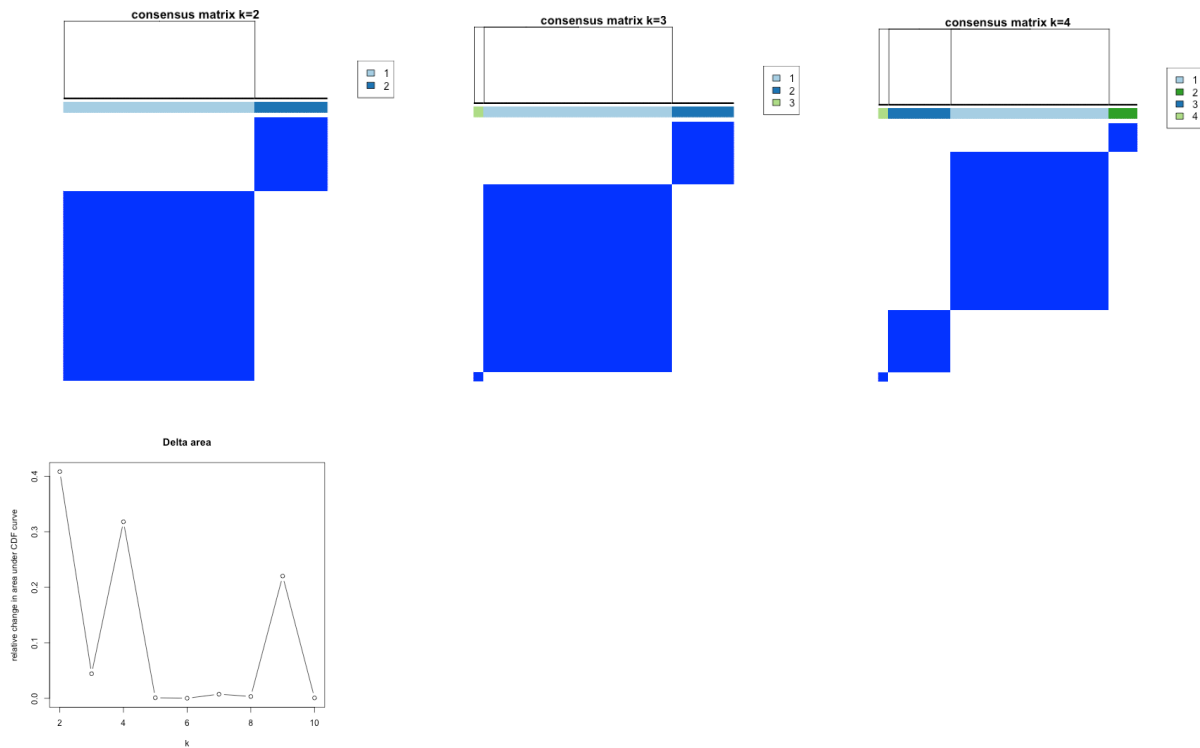 consensus matrix k=2
1
2
consensus matrix k=3
1
2
3
consensus matrix k=4
1
2
3
4
Delta area
relative change in area under CDF curve
0.4
0.3
0.2
0.1
0.0
2 4 6 8 10
k